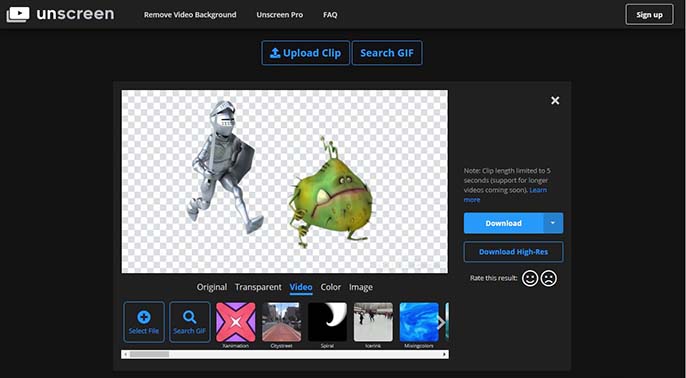 unscreen
Remove Video Background
Unscreen Pro
FAQ
Sign up
Upload Clip
Search GIF
Note: Clip length limited to 5
seconds (support for longer
videos coming soon). Learn
more
Download
Download High-Res
Rate this result:
Original
Transparent
Video
Color
Image
Select File
Search GIF
Xanimation
Citystreet
Spiral
Icerink
Mixingcolors